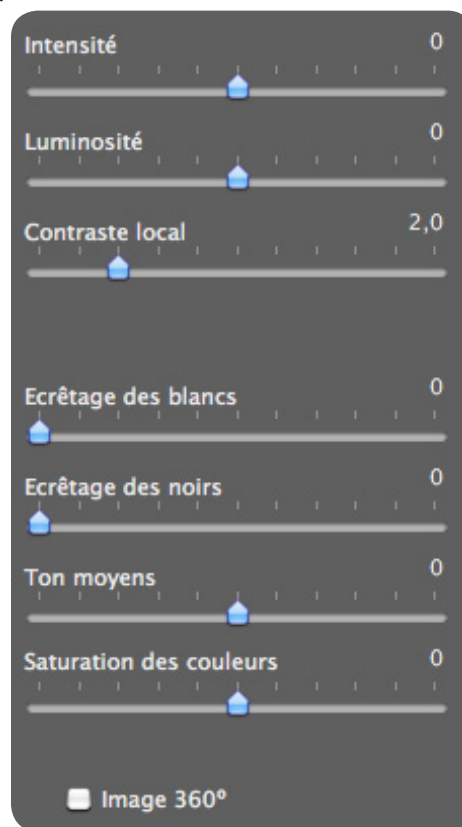 Intensité 0
Luminosité 0
Contraste local 2,0
Ecrêtage des blancs 0
Ecrêtage des noirs 0
Ton moyens 0
Saturation des couleurs 0
Image 360°